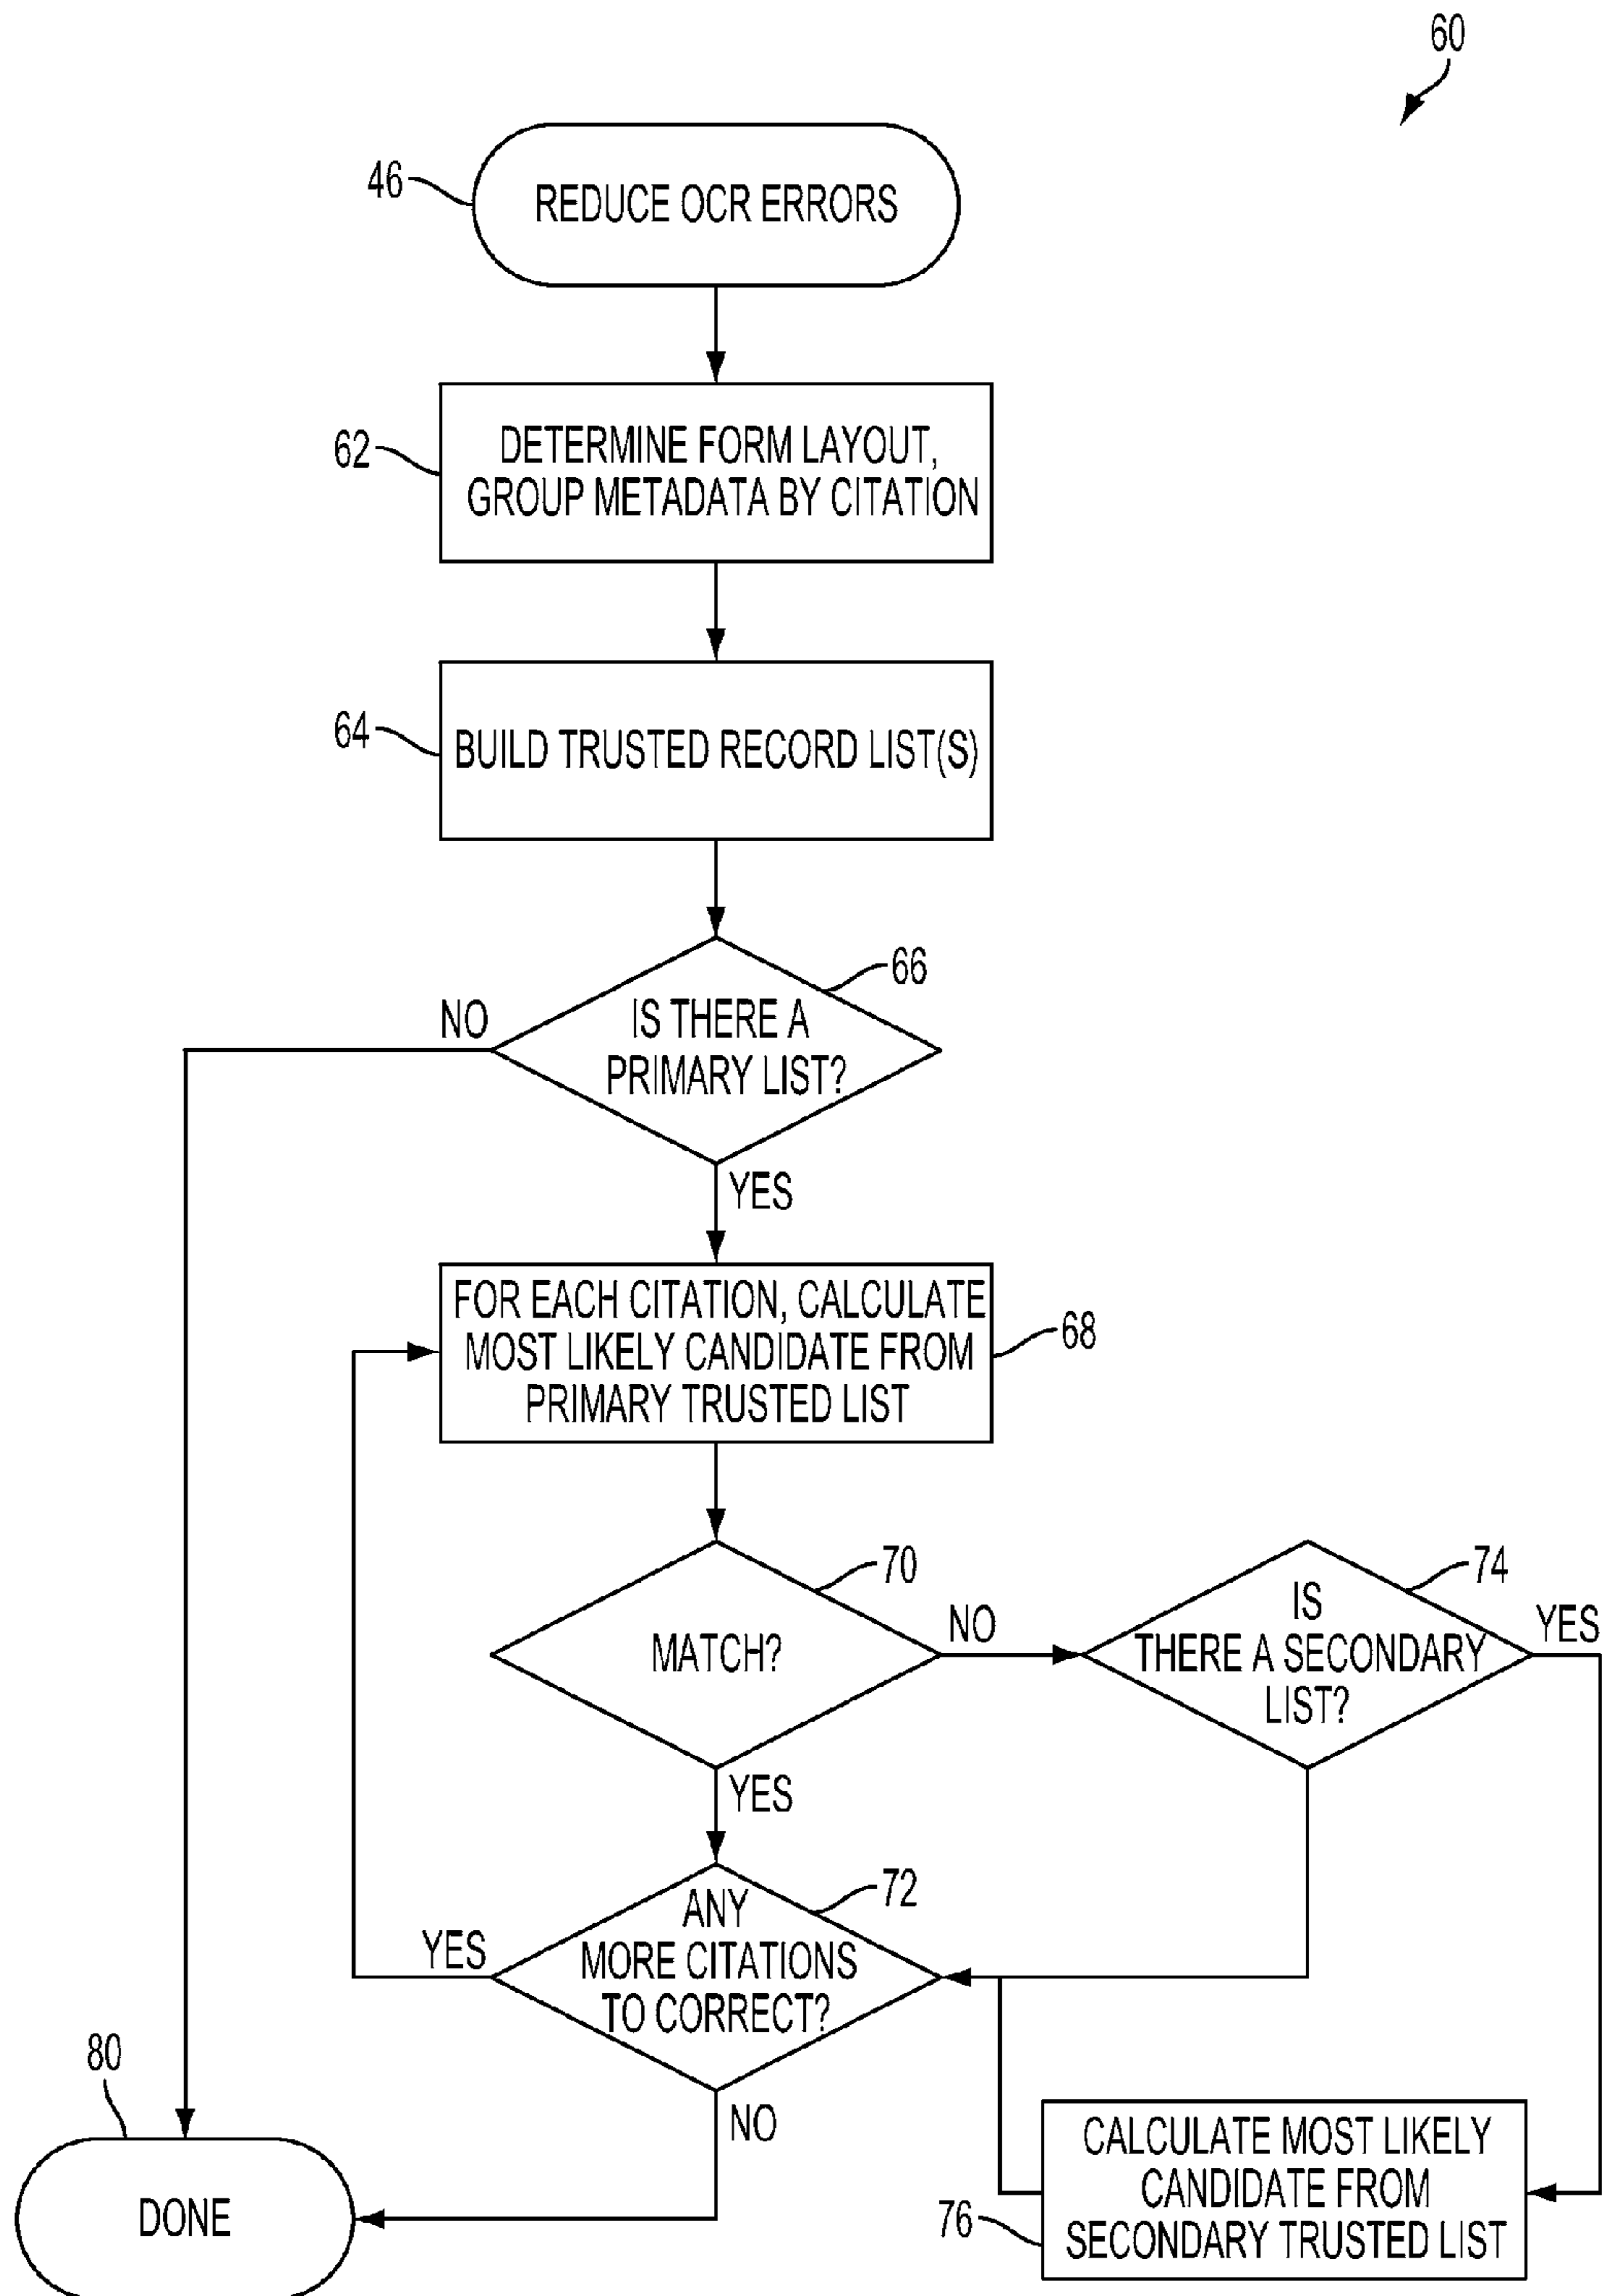 60
46
REDUCE OCR ERRORS
62
DETERMINE FORM LAYOUT,
GROUP METADATA BY CITATION
64
BUILD TRUSTED RECORD LIST(S)
66
NO
IS THERE A
PRIMARY LIST?
YES
FOR EACH CITATION, CALCULATE
MOST LIKELY CANDIDATE FROM
PRIMARY TRUSTED LIST
68
70
MATCH?
NO
74
IS
THERE A SECONDARY
LIST?
YES
YES
72
ANY
MORE CITATIONS
TO CORRECT?
YES
NO
80
DONE
CALCULATE MOST LIKELY
CANDIDATE FROM
SECONDARY TRUSTED LIST
76